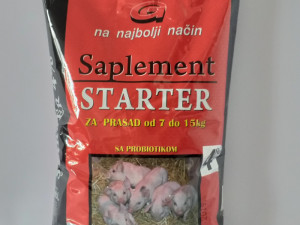 G
na najbolji način
Saplement
STARTER
ZA PRASAD od 7 do 15kg
SA PROBIOTIKOM